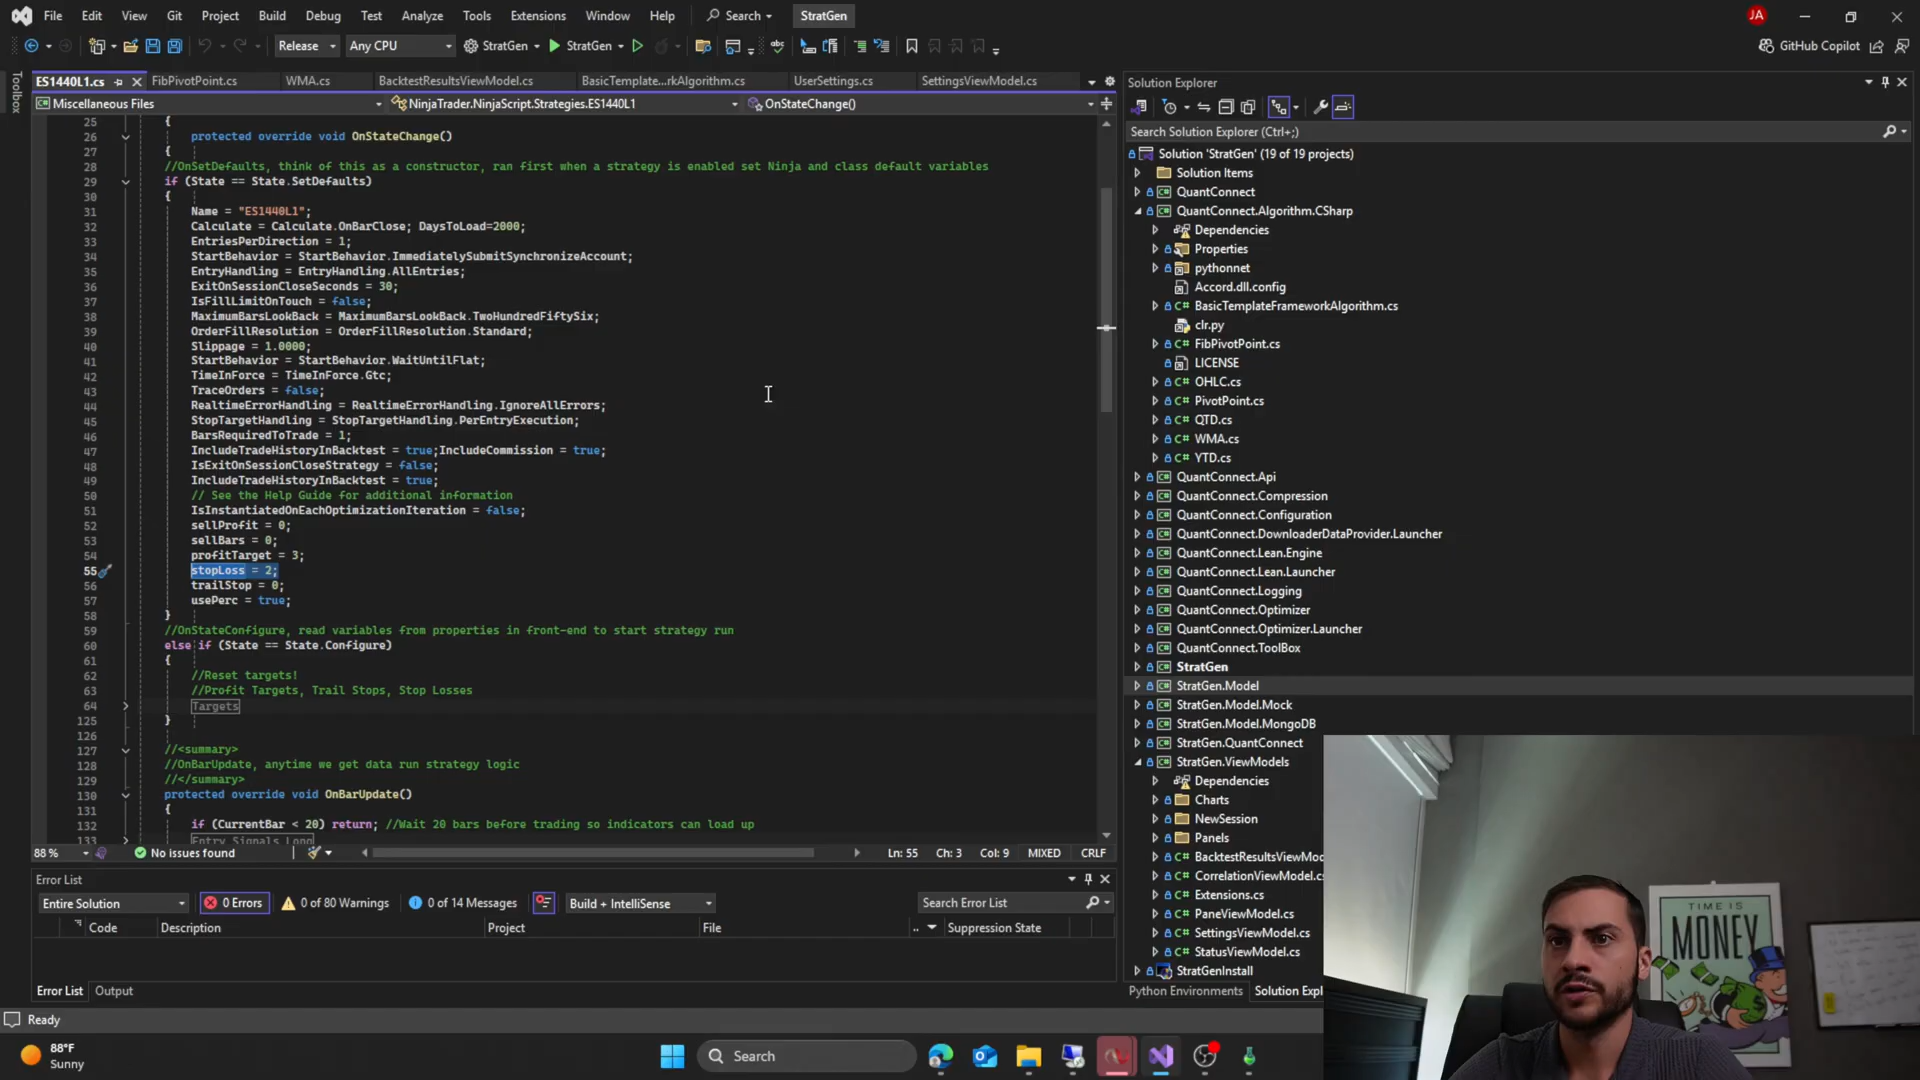 File Edit View Git Project Build Debug Test Analyze Tools Extensions Window Help Search StratGen JA
Release Any CPU StratGen StratGen GitHub Copilot
Toolbox
ES1440L1.cs FibPivotPoint.cs WMA.cs BacktestResultsViewModel.cs BasicTemplate...rkAlgorithm.cs UserSettings.cs SettingsViewModel.cs
Miscellaneous Files NinjaTrader.NinjaScript.Strategies.ES1440L1 OnStateChange()
25 {
26 protected override void OnStateChange()
27 {
28 //OnSetDefaults, think of this as a constructor, ran first when a strategy is enabled set Ninja and class default variables
29 if (State == State.SetDefaults)
30 {
31 Name = "ES1440L1";
32 Calculate = Calculate.OnBarClose; DaysToLoad=2000;
33 EntriesPerDirection = 1;
34 StartBehavior = StartBehavior.ImmediatelySubmitSynchronizeAccount;
35 EntryHandling = EntryHandling.AllEntries;
36 ExitOnSessionCloseSeconds = 30;
37 IsFillLimitOnTouch = false;
38 MaximumBarsLookBack = MaximumBarsLookBack.TwoHundredFiftySix;
39 OrderFillResolution = OrderFillResolution.Standard;
40 Slippage = 1.0000;
41 StartBehavior = StartBehavior.WaitUntilFlat;
42 TimeInForce = TimeInForce.Gtc;
43 TraceOrders = false;
44 RealtimeErrorHandling = RealtimeErrorHandling.IgnoreAllErrors;
45 StopTargetHandling = StopTargetHandling.PerEntryExecution;
46 BarsRequiredToTrade = 1;
47 IncludeTradeHistoryInBacktest = true;IncludeCommission = true;
48 IsExitOnSessionCloseStrategy = false;
49 IncludeTradeHistoryInBacktest = true;
50 // See the Help Guide for additional information
51 IsInstantiatedOnEachOptimizationIteration = false;
52 sellProfit = 0;
53 sellBars = 0;
54 profitTarget = 3;
55 stopLoss = 2;
56 trailStop = 0;
57 usePerc = true;
58 }
59 //OnStateConfigure, read variables from properties in front-end to start strategy run
60 else if (State == State.Configure)
61 {
62 //Reset targets!
63 //Profit Targets, Trail Stops, Stop Losses
64 Targets
125 }
126
127 //<summary>
128 //OnBarUpdate, anytime we get data run strategy logic
129 //</summary>
130 protected override void OnBarUpdate()
131 {
132 if (CurrentBar < 20) return; //Wait 20 bars before trading so indicators can load up
133 Entry Signals Long
88 % No issues found Ln: 55 Ch: 3 Col: 9 MIXED CRLF
Error List
Entire Solution 0 Errors 0 of 80 Warnings 0 of 14 Messages Build + IntelliSense Search Error List
Code Description Project File .. Suppression State
Error List Output
Solution Explorer
Search Solution Explorer (Ctrl+;)
Solution 'StratGen' (19 of 19 projects)
Solution Items
QuantConnect
QuantConnect.Algorithm.CSharp
Dependencies
Properties
pythonnet
Accord.dll.config
BasicTemplateFrameworkAlgorithm.cs
clr.py
FibPivotPoint.cs
LICENSE
OHLC.cs
PivotPoint.cs
QTD.cs
WMA.cs
YTD.cs
QuantConnect.Api
QuantConnect.Compression
QuantConnect.Configuration
QuantConnect.DownloaderDataProvider.Launcher
QuantConnect.Lean.Engine
QuantConnect.Lean.Launcher
QuantConnect.Logging
QuantConnect.Optimizer
QuantConnect.Optimizer.Launcher
QuantConnect.ToolBox
StratGen
StratGen.Model
StratGen.Model.Mock
StratGen.Model.MongoDB
StratGen.QuantConnect
StratGen.ViewModels
Dependencies
Charts
NewSession
Panels
BacktestResultsViewMod
CorrelationViewModel.cs
Extensions.cs
PaneViewModel.cs
SettingsViewModel.cs
StatusViewModel.cs
StratGenInstall
Python Environments Solution Expl
TIME IS
MONEY
Ready
88°F
Sunny
Search